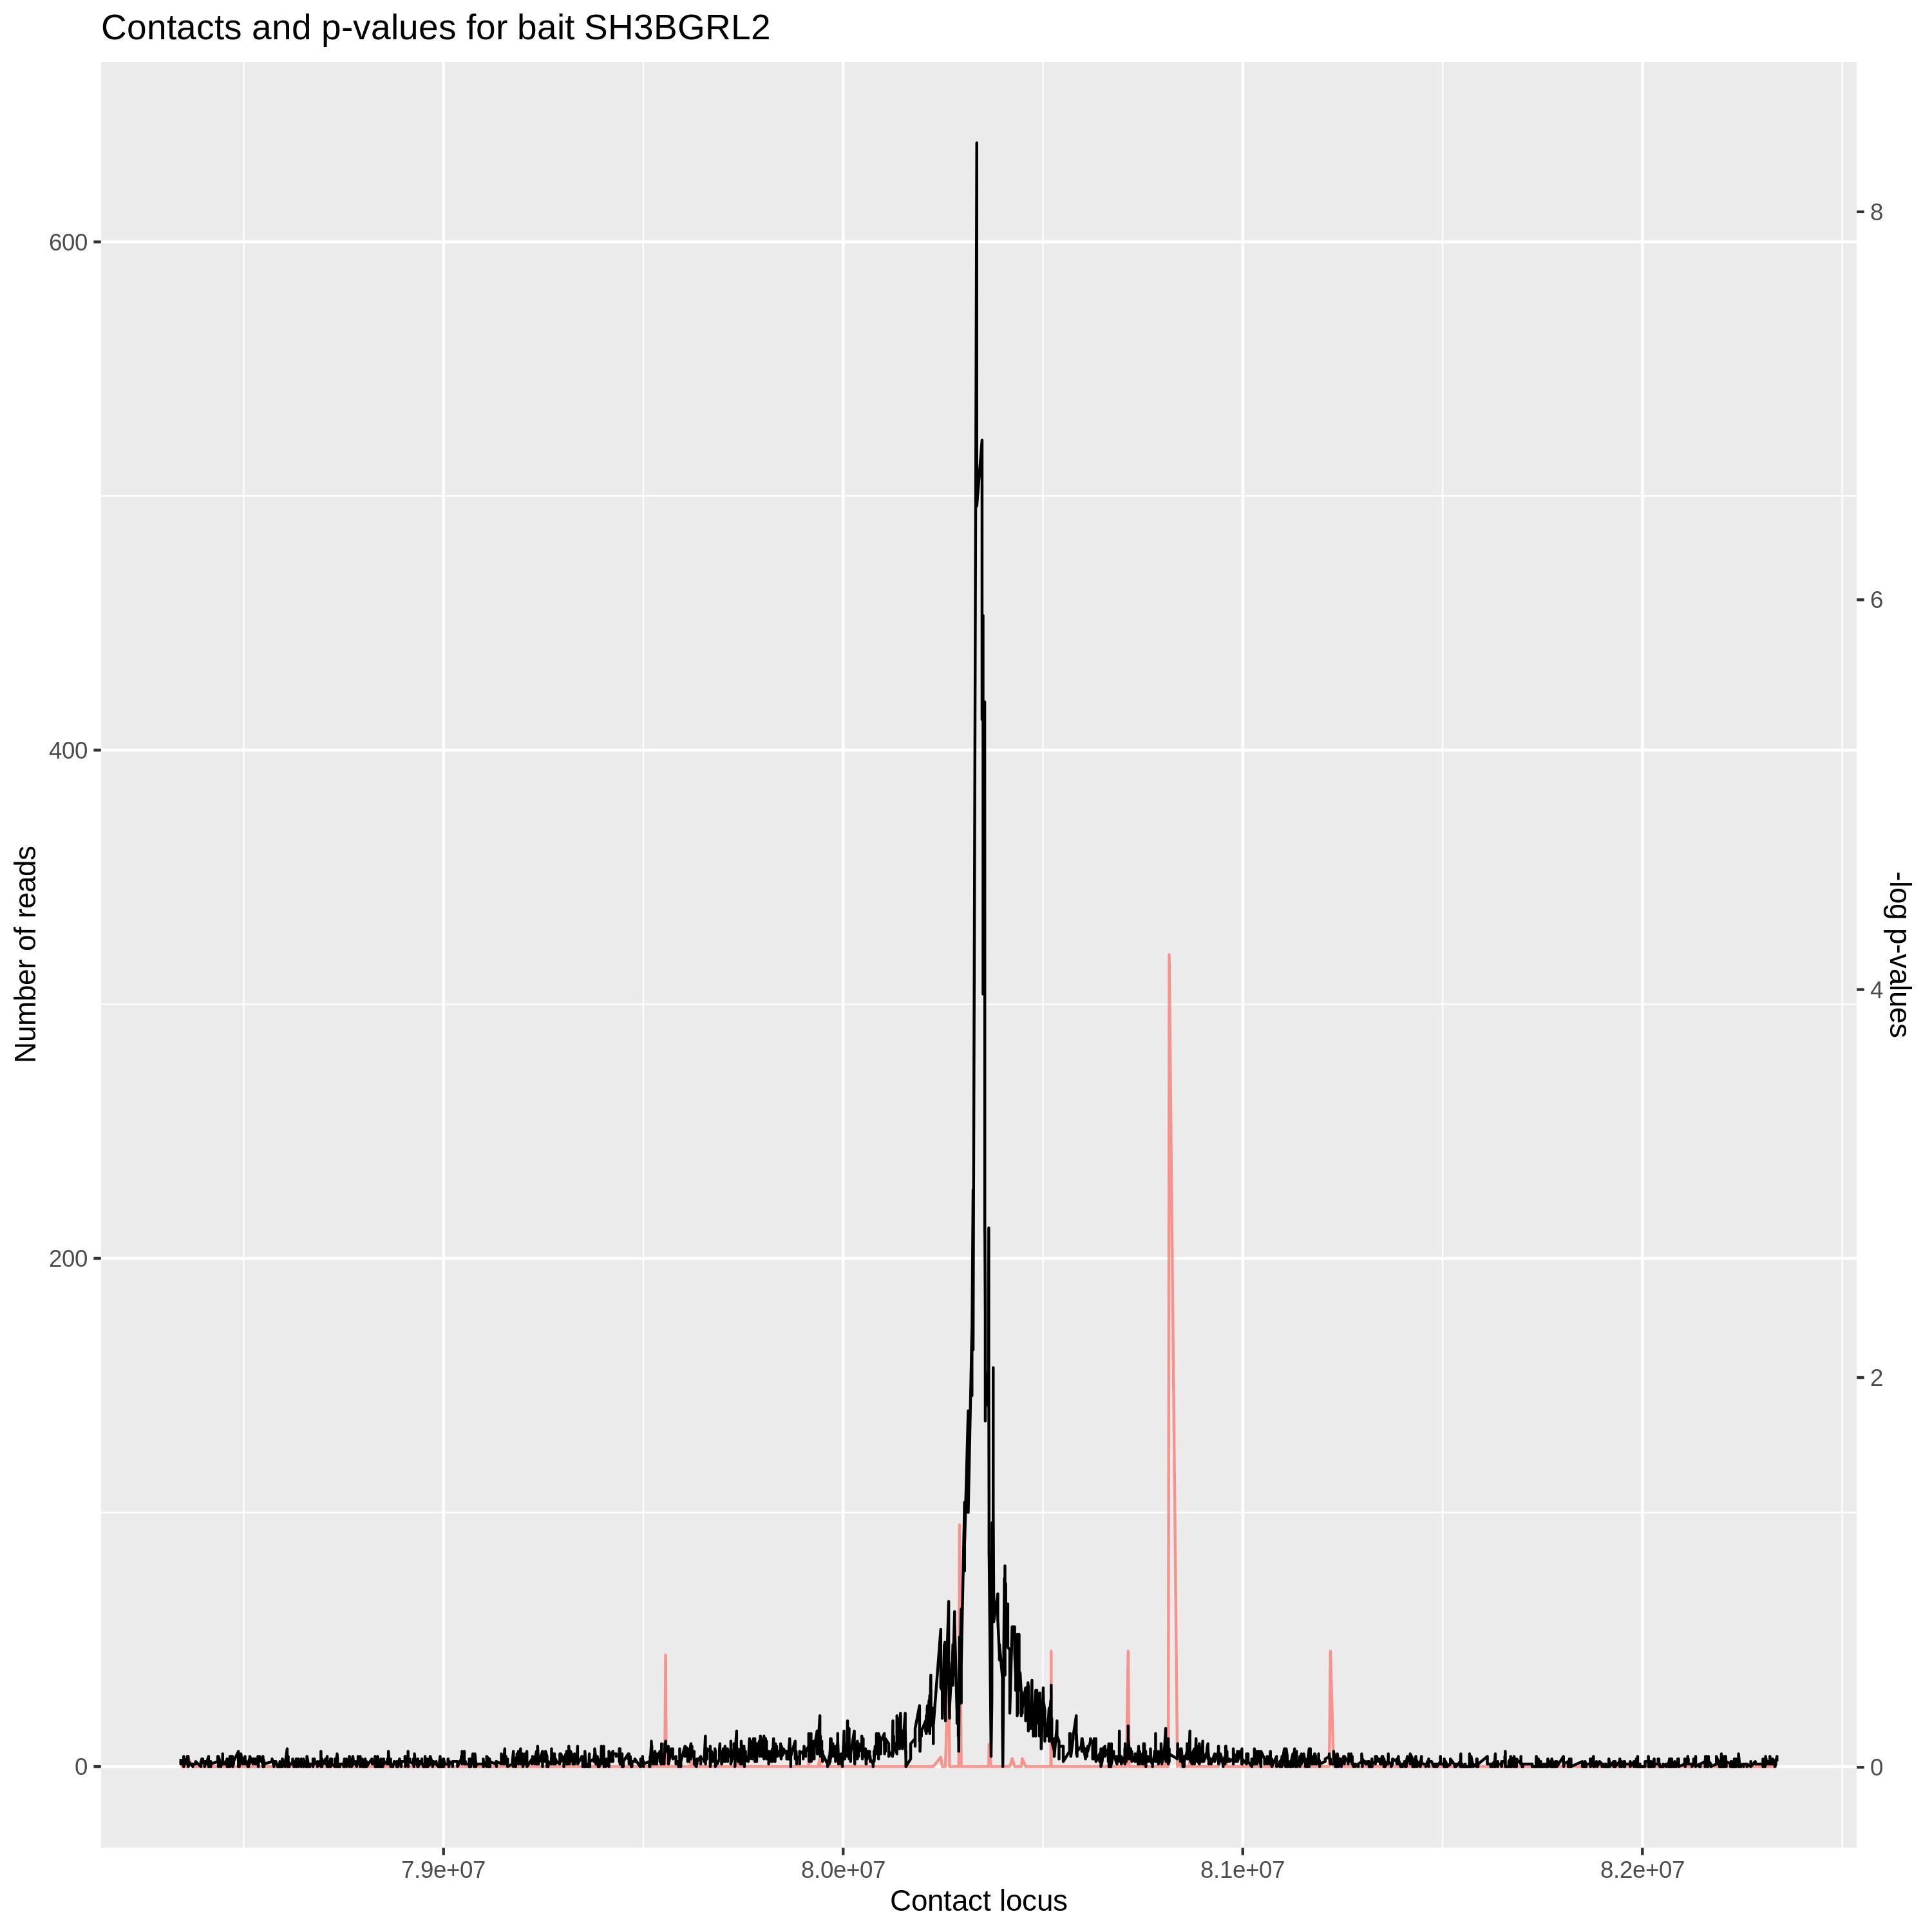 Contacts and p-values for bait SH3BGRL2
600
400
200
0
Number of reads
8
6
4
2
0
-log p-values
7.9e+07
8.0e+07
8.1e+07
8.2e+07
Contact locus